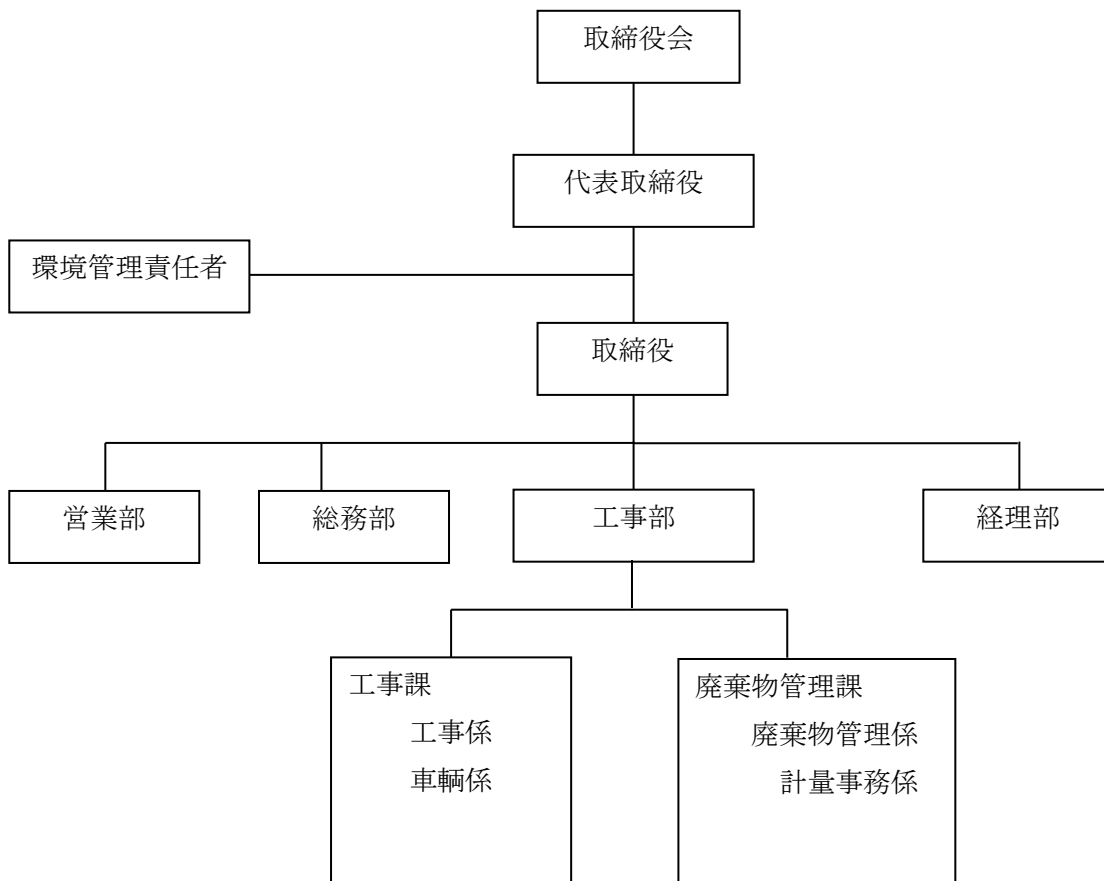 取締役会
代表取締役
環境管理責任者
取締役
営業部
総務部
工事部
経理部
工事課
工事係
車輌係
廃棄物管理課
廃棄物管理係
計量事務係